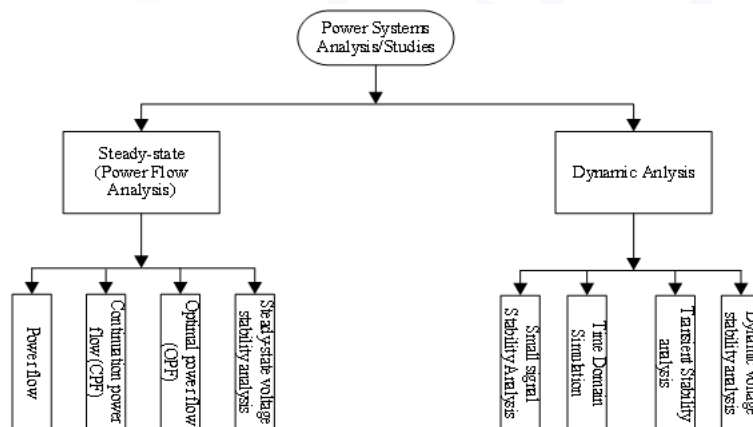 Power Systems
Analysis/Studies
Steady-state
(Power Flow
Analysis)
Dynamic Anlysis
Power flow
Continuation power
flow (CPF)
Optimal power flow
(OPF)
Steady-state voltage
stability analysis
Small signal
Stability Analysis
Time Domain
Simulation
Transient Stability
analysis
Dynamic voltage
stability analysis